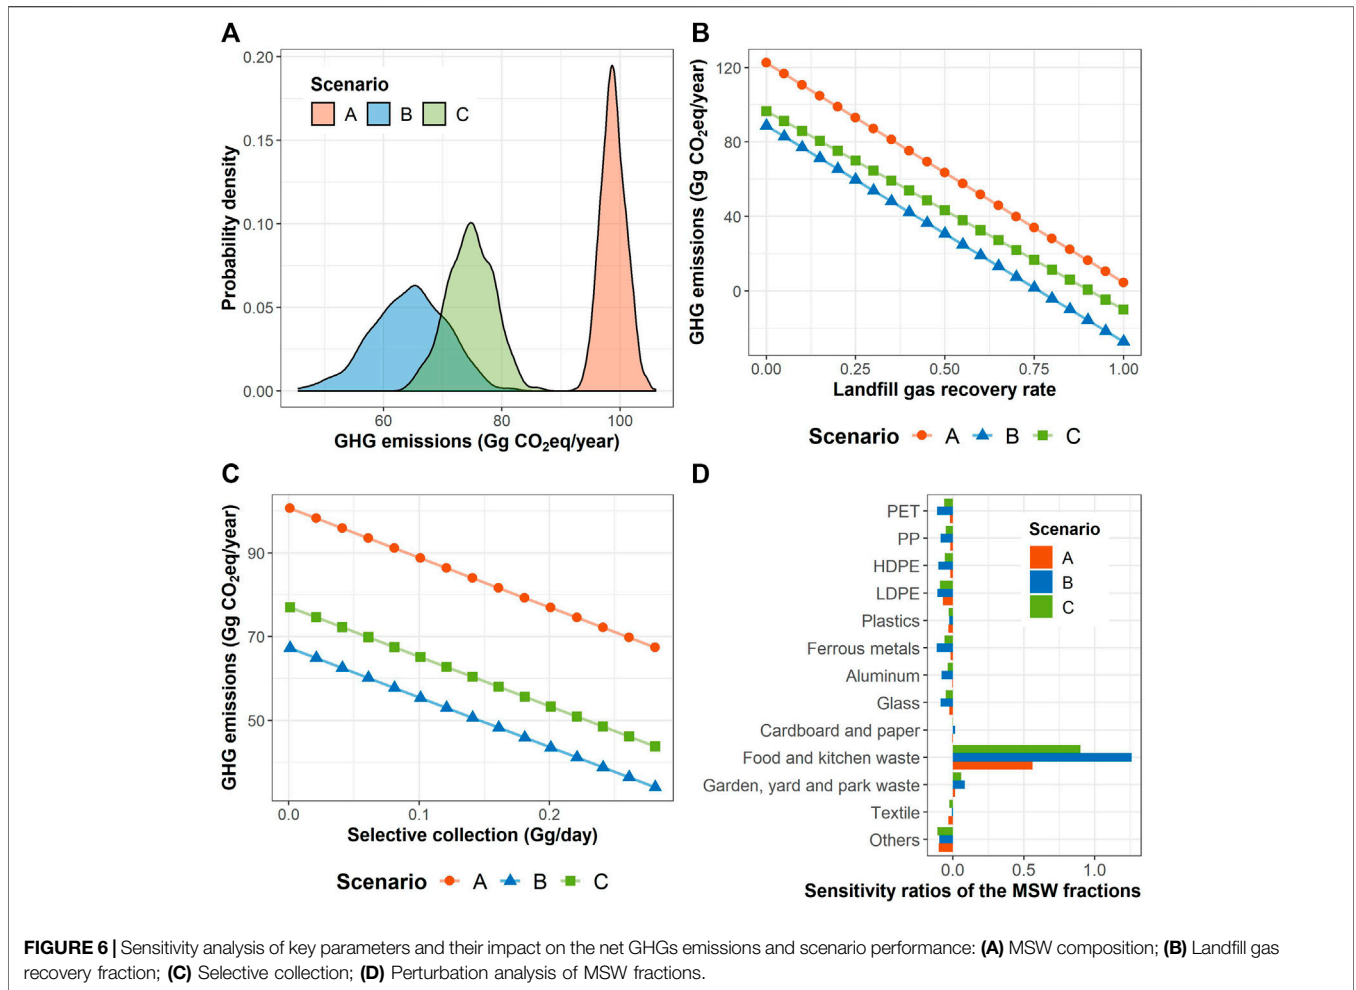 A
Probability density
0.20
0.15
0.10
0.05
0.00
Scenario
A B C
60 80 100
GHG emissions (Gg CO₂eq/year)
B
GHG emissions (Gg CO₂eq/year)
120
80
40
0
0.00 0.25 0.50 0.75 1.00
Landfill gas recovery rate
Scenario A B C
C
GHG emissions (Gg CO₂eq/year)
90
70
50
0.0 0.1 0.2
Selective collection (Gg/day)
Scenario A B C
D
PET
PP
HDPE
LDPE
Plastics
Ferrous metals
Aluminum
Glass
Cardboard and paper
Food and kitchen waste
Garden, yard and park waste
Textile
Others
Scenario
A
B
C
0.0 0.5 1.0
Sensitivity ratios of the MSW fractions
FIGURE 6 | Sensitivity analysis of key parameters and their impact on the net GHGs emissions and scenario performance: (A) MSW composition; (B) Landfill gas
recovery fraction; (C) Selective collection; (D) Perturbation analysis of MSW fractions.